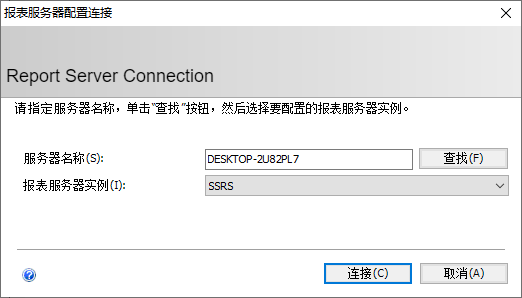 报表服务器配置连接
Report Server Connection
请指定服务器名称，单击"查找"按钮，然后选择要配置的报表服务器实例。
服务器名称(S):
DESKTOP-2U82PL7
查找(F)
报表服务器实例(I):
SSRS
连接(C)
取消(A)